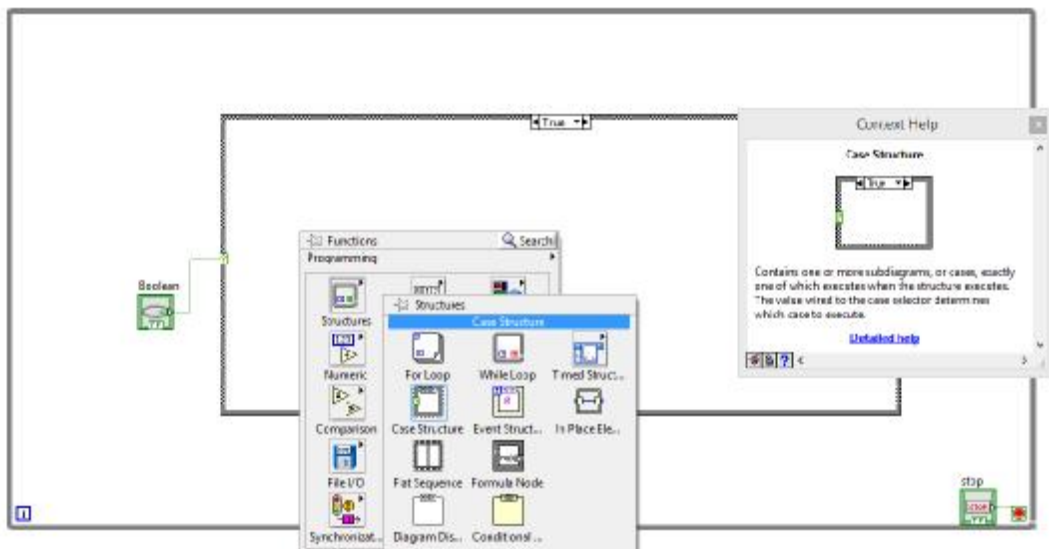 True
Context Help
Case Structure
True
Contains one or more subdiagrams, or cases, exactly
one of which executes when the structure executes.
The value wired to the case selector determines
which case to execute.
Detailed help
Boolean
Functions
Search
Programming
Structures
Numeric
Comparison
File I/O
Synchronizat...
Structures
Case Structure
For Loop
While Loop
Timed Struct...
Case Structure
Event Struct...
In Place Ele...
Flat Sequence
Formula Node
Diagram Dis...
Conditional ...
stop
STOP
i